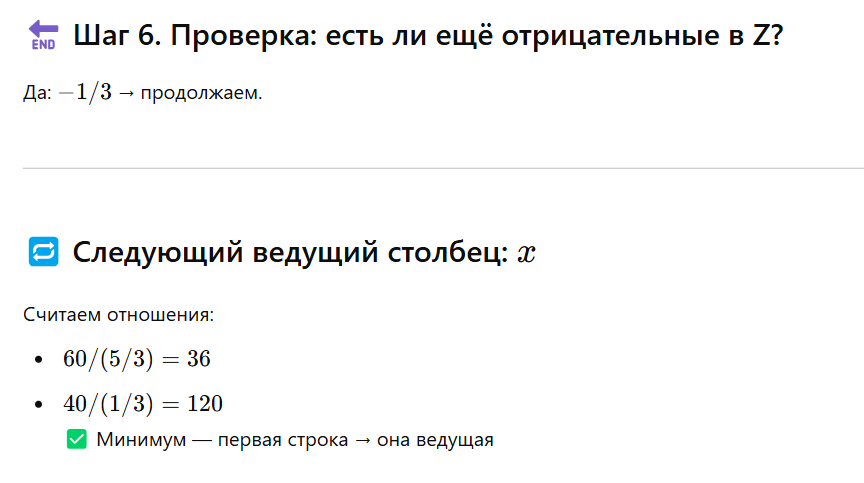 END Шаг 6. Проверка: есть ли ещё отрицательные в Z?
Да: −1/3 → продолжаем.
Следующий ведущий столбец: x
Считаем отношения:
• 60/(5/3) = 36
• 40/(1/3) = 120
✅ Минимум — первая строка → она ведущая